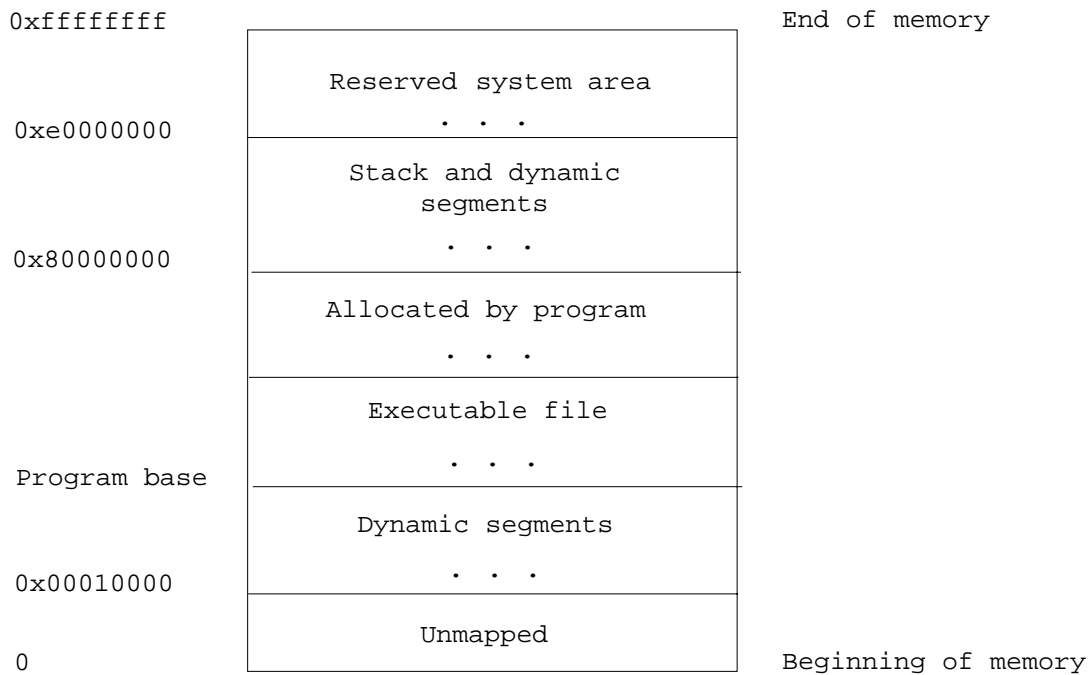 0xffffffff
End of memory
Reserved system area
. . .
0xe0000000
Stack and dynamic
segments
. . .
0x80000000
Allocated by program
. . .
Executable file
. . .
Program base
Dynamic segments
. . .
0x00010000
Unmapped
0
Beginning of memory